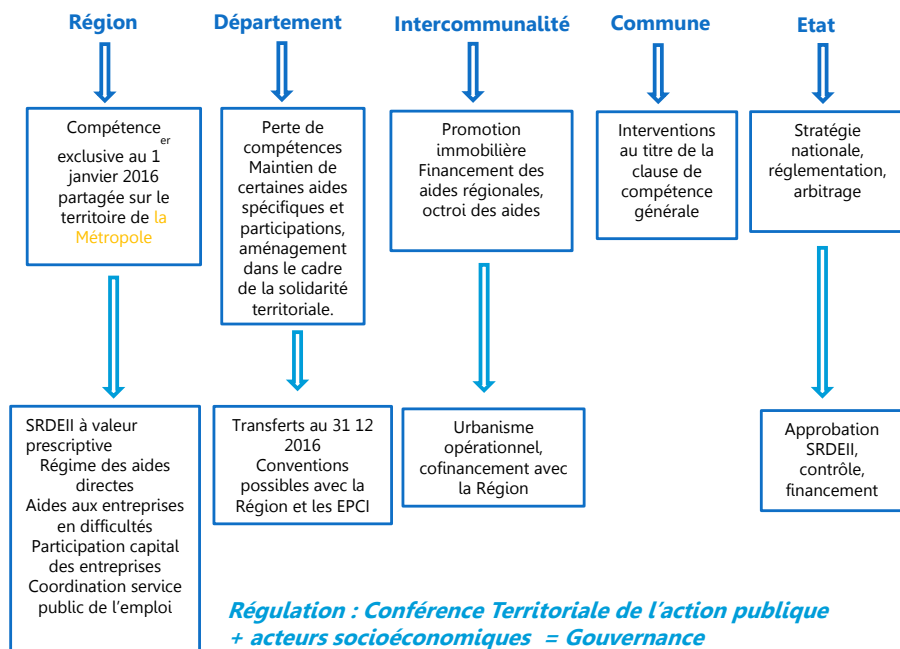 Région
Département
Intercommunalité
Commune
Etat
Compétence
exclusive au 1er
janvier 2016
partagée sur le
territoire de la
Métropole
Perte de
compétences
Maintien de
certaines aides
spécifiques et
participations,
aménagement
dans le cadre
de la solidarité
territoriale.
Promotion
immobilière
Financement des
aides régionales,
octroi des aides
Interventions
au titre de la
clause de
compétence
générale
Stratégie
nationale,
réglementation,
arbitrage
SRDEII à valeur
prescriptive
Régime des aides
directes
Aides aux entreprises
en difficultés
Participation capital
des entreprises
Coordination service
public de l'emploi
Transferts au 31 12
2016
Conventions
possibles avec la
Région et les EPCI
Urbanisme
opérationnel,
cofinancement avec
la Région
Approbation
SRDEII,
contrôle,
financement
Régulation : Conférence Territoriale de l'action publique
+ acteurs socioéconomiques = Gouvernance